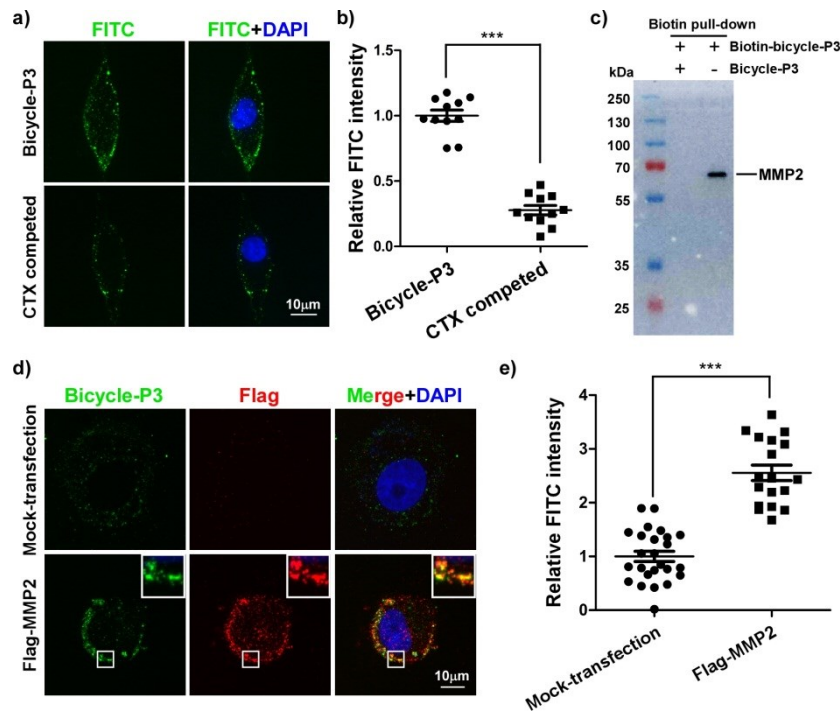 a)
FITC
FITC+DAPI
Bicycle-P3
CTX competed
10μm
b)
***
Relative FITC intensity
1.5
1.0
0.5
0.0
Bicycle-P3
CTX competed
c)
Biotin pull-down
+ + Biotin-bicycle-P3
+ - Bicycle-P3
kDa
250
130
100
70
55
35
25
MMP2
d)
Bicycle-P3
Flag
Merge+DAPI
Mock-transfection
Flag-MMP2
10μm
e)
***
Relative FITC intensity
4
3
2
1
0
Mock-transfection
Flag-MMP2